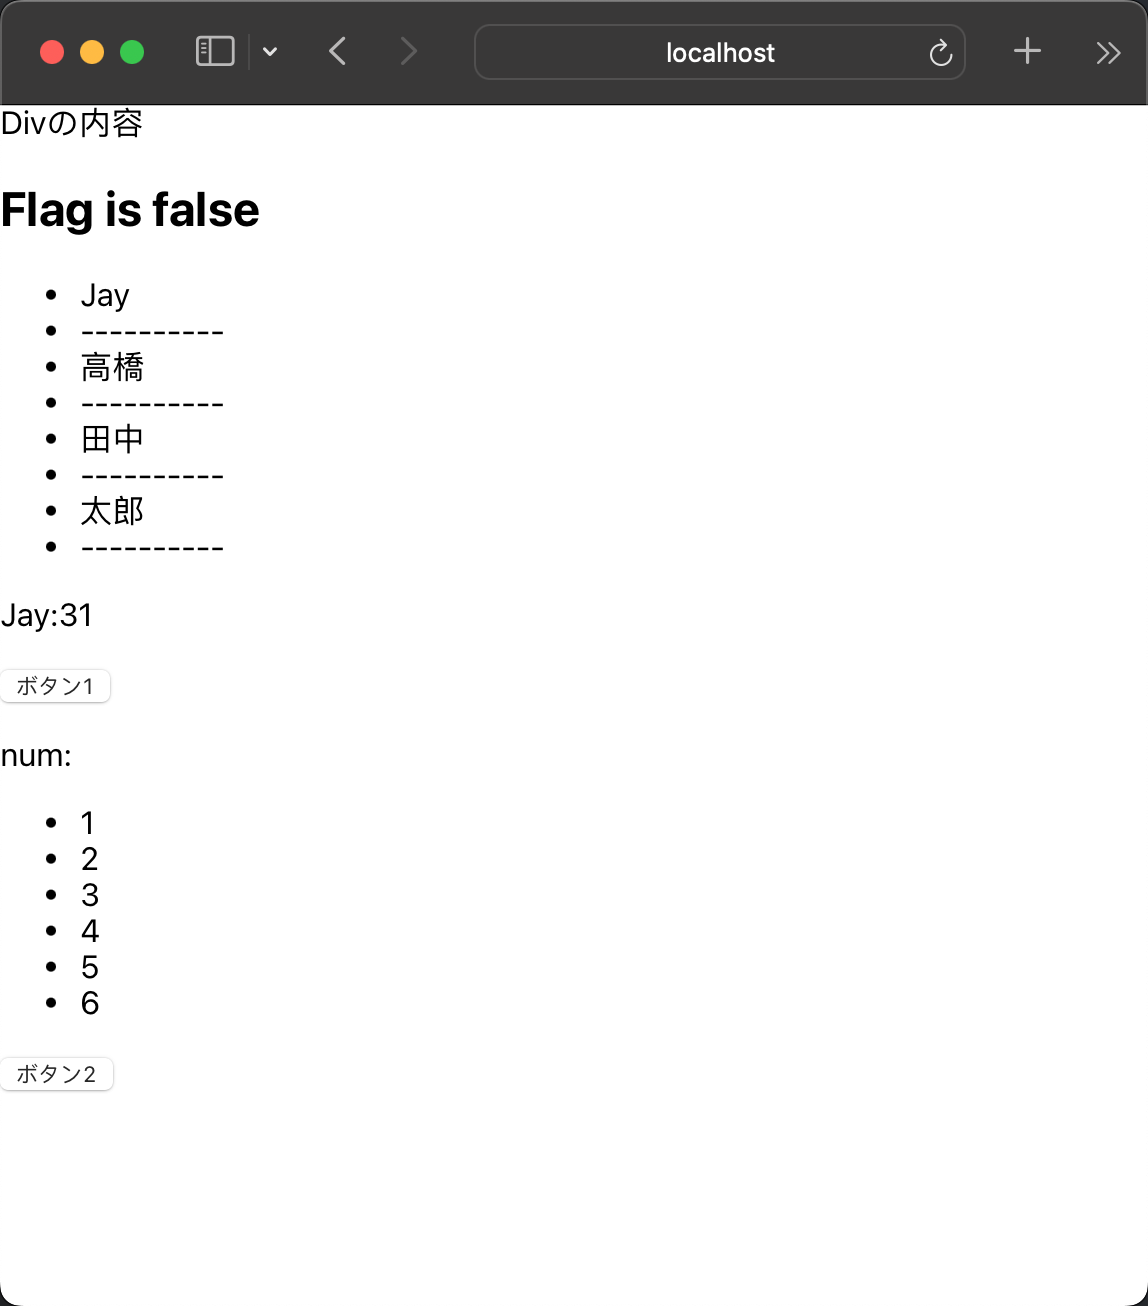 localhost
Divの内容
Flag is false
Jay
----------
高橋
----------
田中
----------
太郎
----------
Jay:31
ボタン1
num:
1
2
3
4
5
6
ボタン2